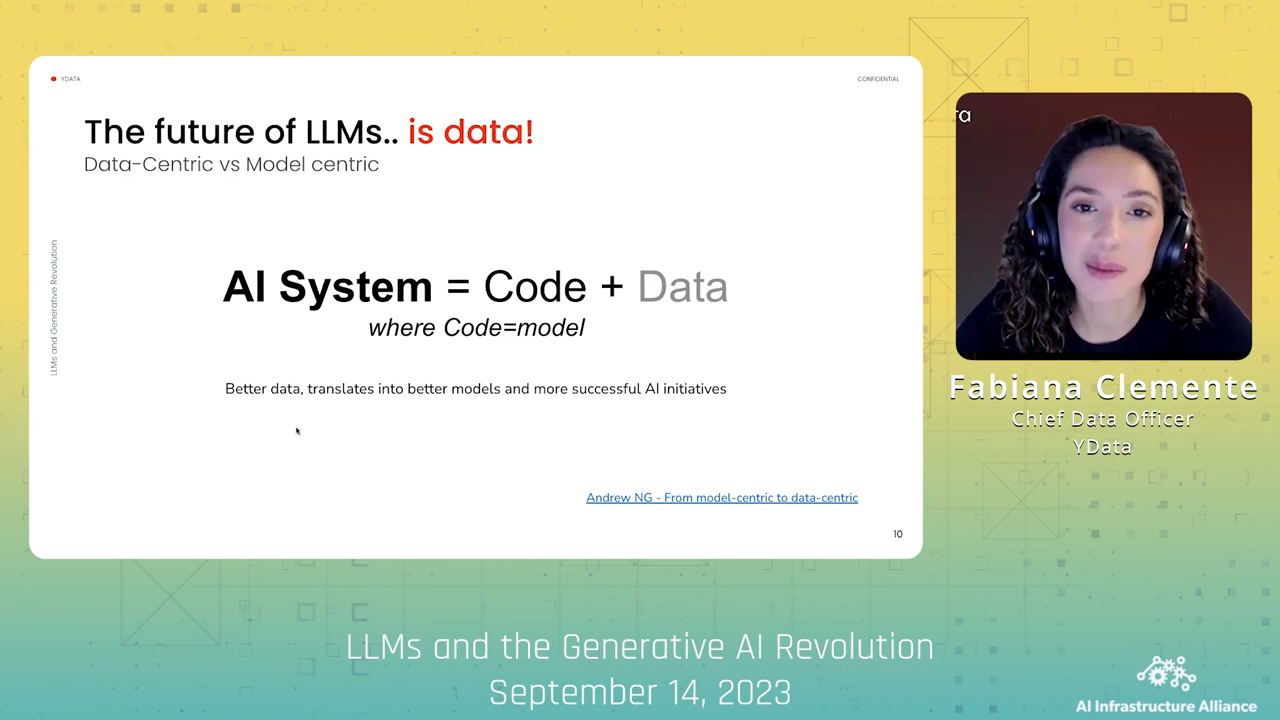 YDATA
CONFIDENTIAL
The future of LLMs.. is data!
Data-Centric vs Model centric
LLMs and Generative Revolution
AI System = Code + Data
where Code=model
Better data, translates into better models and more successful AI initiatives
Andrew NG - From model-centric to data-centric
10
ra
Fabiana Clemente
Chief Data Officer
YData
LLMs and the Generative AI Revolution
September 14, 2023
AI Infrastructure Alliance